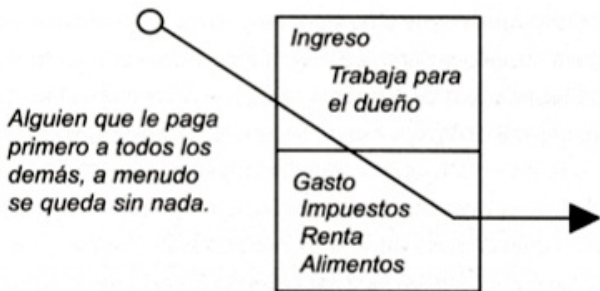 Ingreso
Trabaja para
el dueño
Alguien que le paga
primero a todos los
demás, a menudo
se queda sin nada.
Gasto
Impuestos
Renta
Alimentos